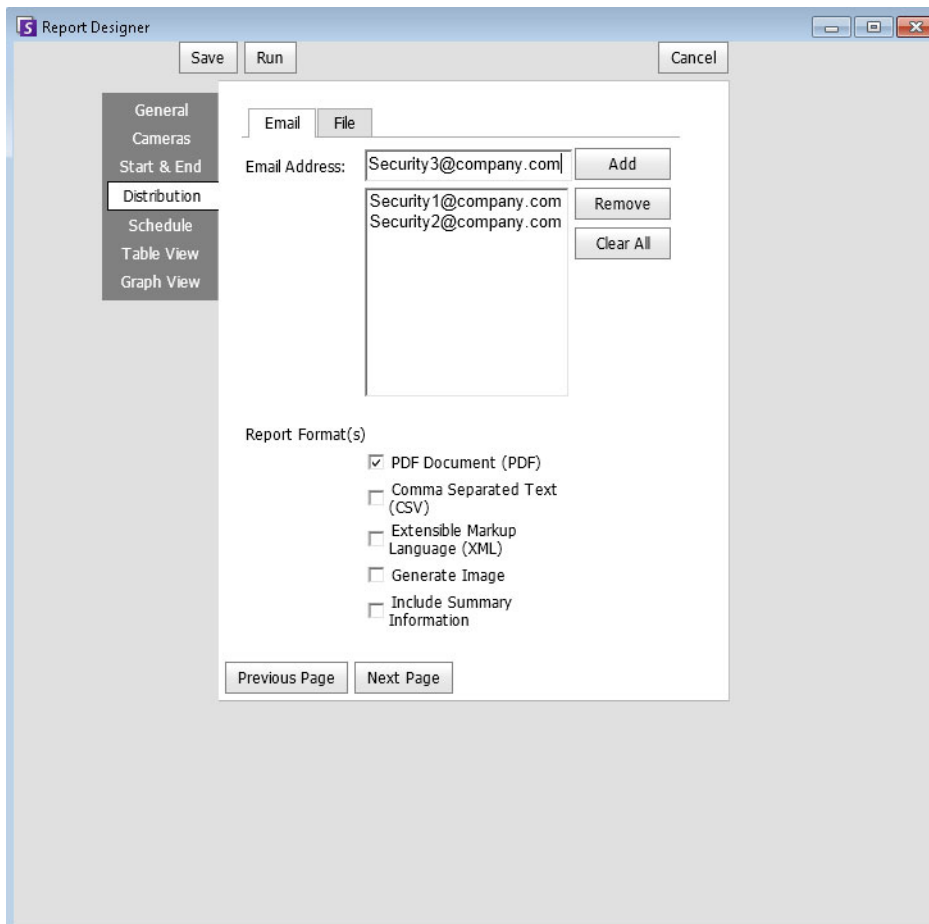 Report Designer
Save
Run
Cancel
General
Cameras
Start & End
Distribution
Schedule
Table View
Graph View
Email
File
Email Address:
Security3@company.com
Add
Security1@company.com
Security2@company.com
Remove
Clear All
Report Format(s)
PDF Document (PDF)
Comma Separated Text
(CSV)
Extensible Markup
Language (XML)
Generate Image
Include Summary
Information
Previous Page
Next Page